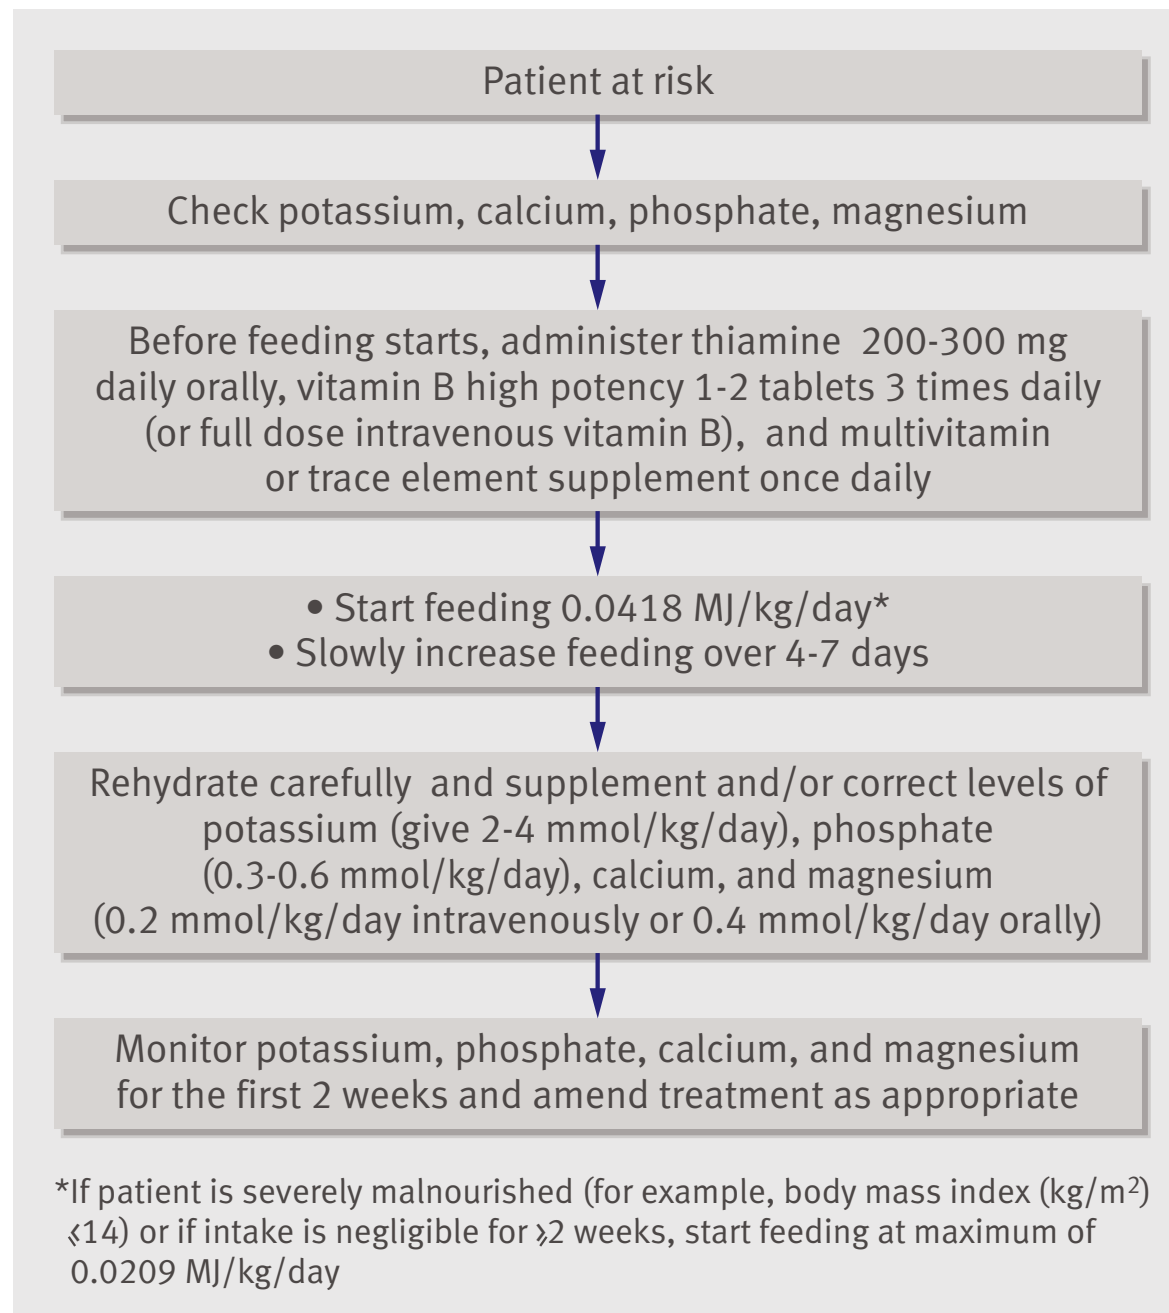 Patient at risk
Check potassium, calcium, phosphate, magnesium
Before feeding starts, administer thiamine 200-300 mg
daily orally, vitamin B high potency 1-2 tablets 3 times daily
(or full dose intravenous vitamin B), and multivitamin
or trace element supplement once daily
• Start feeding 0.0418 MJ/kg/day*
• Slowly increase feeding over 4-7 days
Rehydrate carefully and supplement and/or correct levels of
potassium (give 2-4 mmol/kg/day), phosphate
(0.3-0.6 mmol/kg/day), calcium, and magnesium
(0.2 mmol/kg/day intravenously or 0.4 mmol/kg/day orally)
Monitor potassium, phosphate, calcium, and magnesium
for the first 2 weeks and amend treatment as appropriate
*If patient is severely malnourished (for example, body mass index (kg/m²)
⩽14) or if intake is negligible for ⩾2 weeks, start feeding at maximum of
0.0209 MJ/kg/day